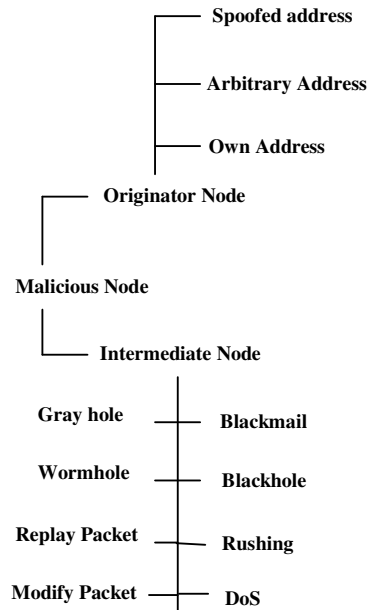 Spoofed address
Arbitrary Address
Own Address
Originator Node
Malicious Node
Intermediate Node
Gray hole
Blackmail
Wormhole
Blackhole
Replay Packet
Rushing
Modify Packet
DoS